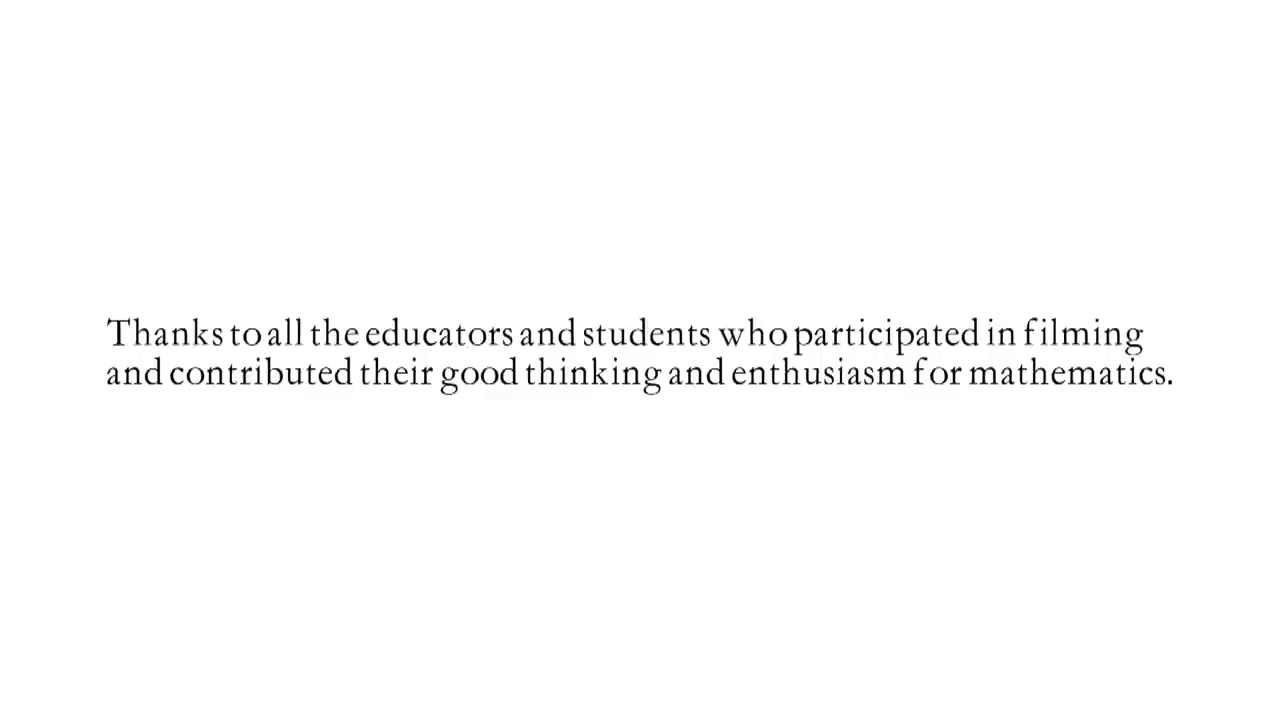 Thanks to all the educators and students who participated in filming
and contributed their good thinking and enthusiasm for mathematics.